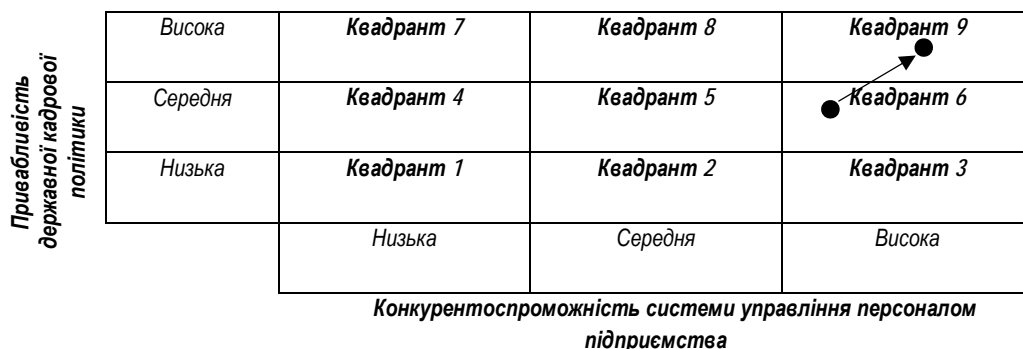 Привабливість
державної кадрової
політики
Висока Квадрант 7 Квадрант 8 Квадрант 9
Середня Квадрант 4 Квадрант 5 Квадрант 6
Низька Квадрант 1 Квадрант 2 Квадрант 3
Низька Середня Висока
Конкурентоспроможність системи управління персоналом
підприємства